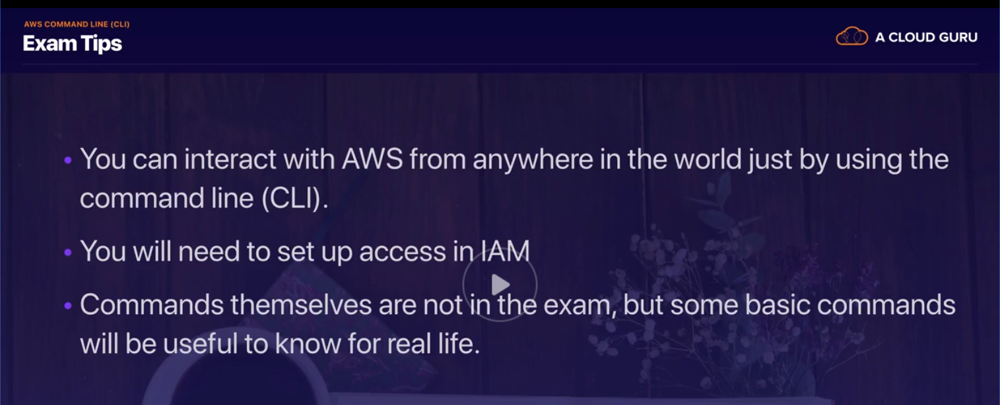 AWS COMMAND LINE (CLI)
Exam Tips
A CLOUD GURU
• You can interact with AWS from anywhere in the world just by using the
command line (CLI).
• You will need to set up access in IAM
• Commands themselves are not in the exam, but some basic commands
will be useful to know for real life.